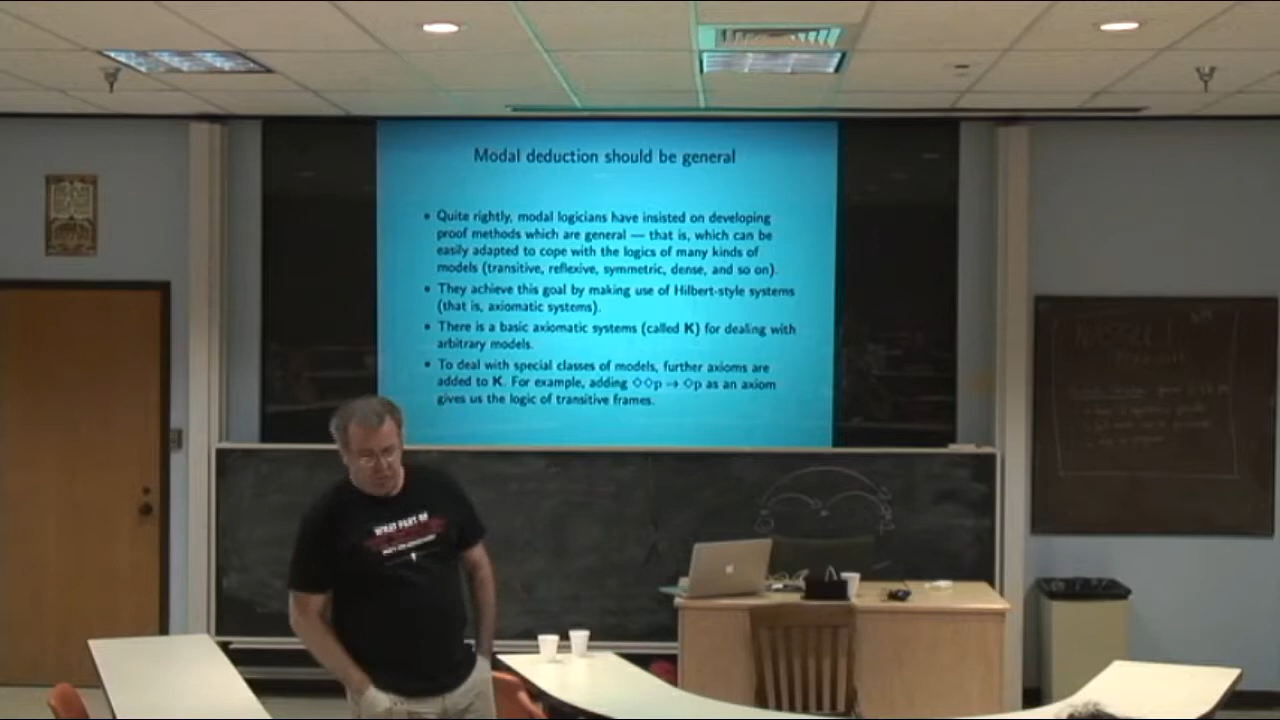 Modal deduction should be general
• Quite rightly, modal logicians have insisted on developing
proof methods which are general — that is, which can be
easily adapted to cope with the logics of many kinds of
models (transitive, reflexive, symmetric, dense, and so on).
• They achieve this goal by making use of Hilbert-style systems
(that is, axiomatic systems).
• There is a basic axiomatic systems (called K) for dealing with
arbitrary models.
• To deal with special classes of models, further axioms are
added to K. For example, adding ◇◇p → ◇p as an axiom
gives us the logic of transitive frames.
WHAT PART OF